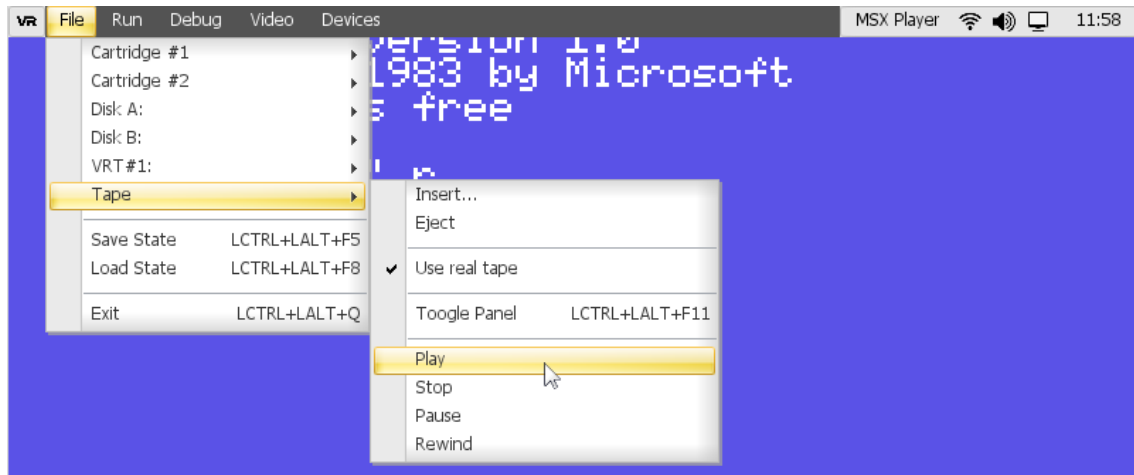 VR File Run Debug Video Devices MSX Player 11:58
Cartridge #1
Cartridge #2
Disk A:
Disk B:
VRT#1:
Tape
Save State LCTRL+LALT+F5
Load State LCTRL+LALT+F8
Exit LCTRL+LALT+Q
1.0
1983 by Microsoft
free
Insert...
Eject
Use real tape
Toogle Panel LCTRL+LALT+F11
Play
Stop
Pause
Rewind